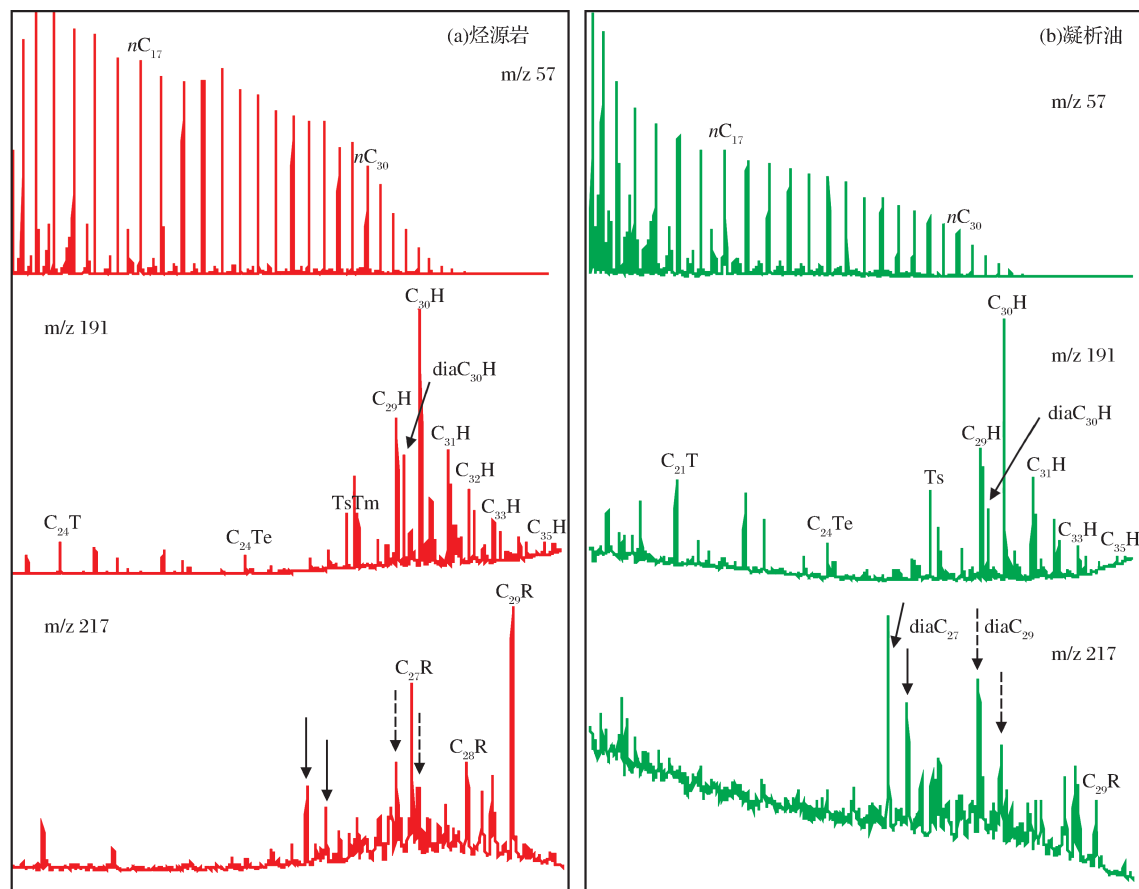 (a)烃源岩
nC₁₇
m/z 57
nC₃₀
m/z 191
C₃₀H
diaC₃₀H
C₂₉H
C₃₁H
C₃₂H
TsTm
C₃₃H
C₂₄T
C₂₄Te
C₃₅H
m/z 217
C₂₉R
C₂₇R
C₂₈R
(b)凝析油
m/z 57
nC₁₇
nC₃₀
C₃₀H
m/z 191
diaC₃₀H
C₂₉H
C₂₁T
Ts
C₃₁H
C₂₄Te
C₃₃H
C₃₅H
diaC₂₇
diaC₂₉
m/z 217
C₂₉R